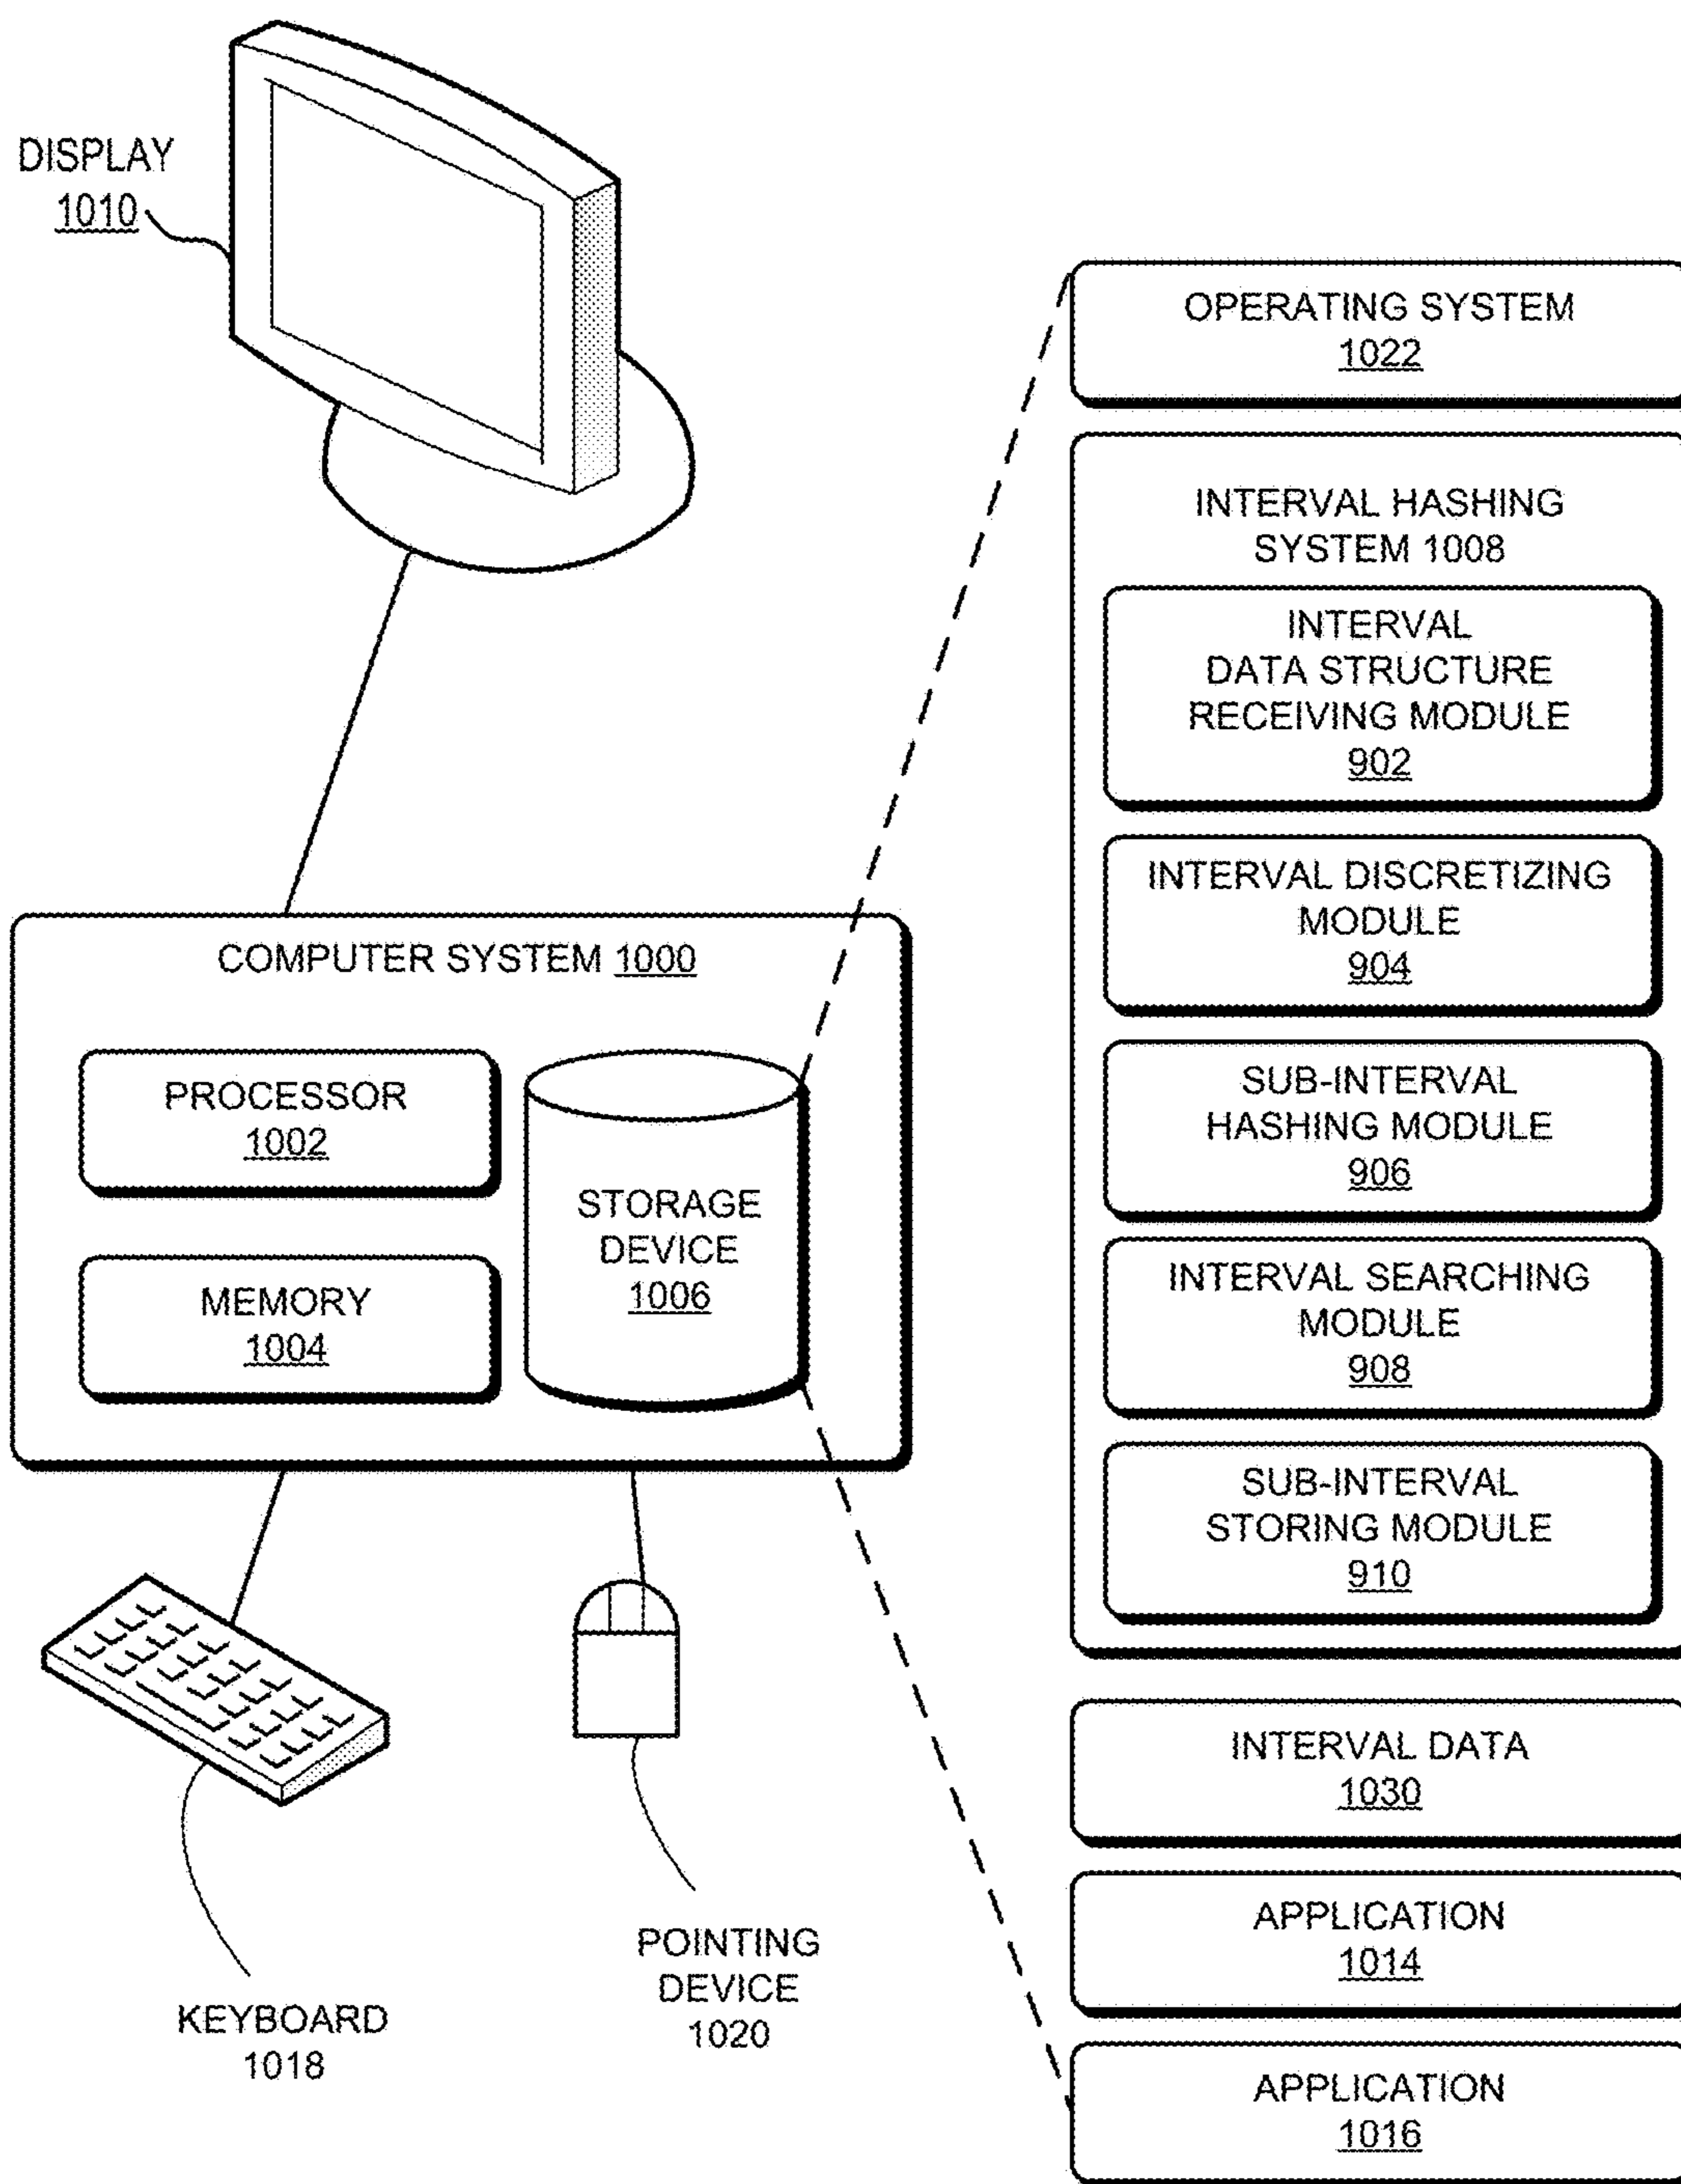 DISPLAY
1010
OPERATING SYSTEM
1022
INTERVAL HASHING
SYSTEM 1008
INTERVAL
DATA STRUCTURE
RECEIVING MODULE
902
INTERVAL DISCRETIZING
MODULE
904
SUB-INTERVAL
HASHING MODULE
906
INTERVAL SEARCHING
MODULE
908
SUB-INTERVAL
STORING MODULE
910
INTERVAL DATA
1030
APPLICATION
1014
APPLICATION
1016
COMPUTER SYSTEM 1000
PROCESSOR
1002
MEMORY
1004
STORAGE
DEVICE
1006
KEYBOARD
1018
POINTING
DEVICE
1020